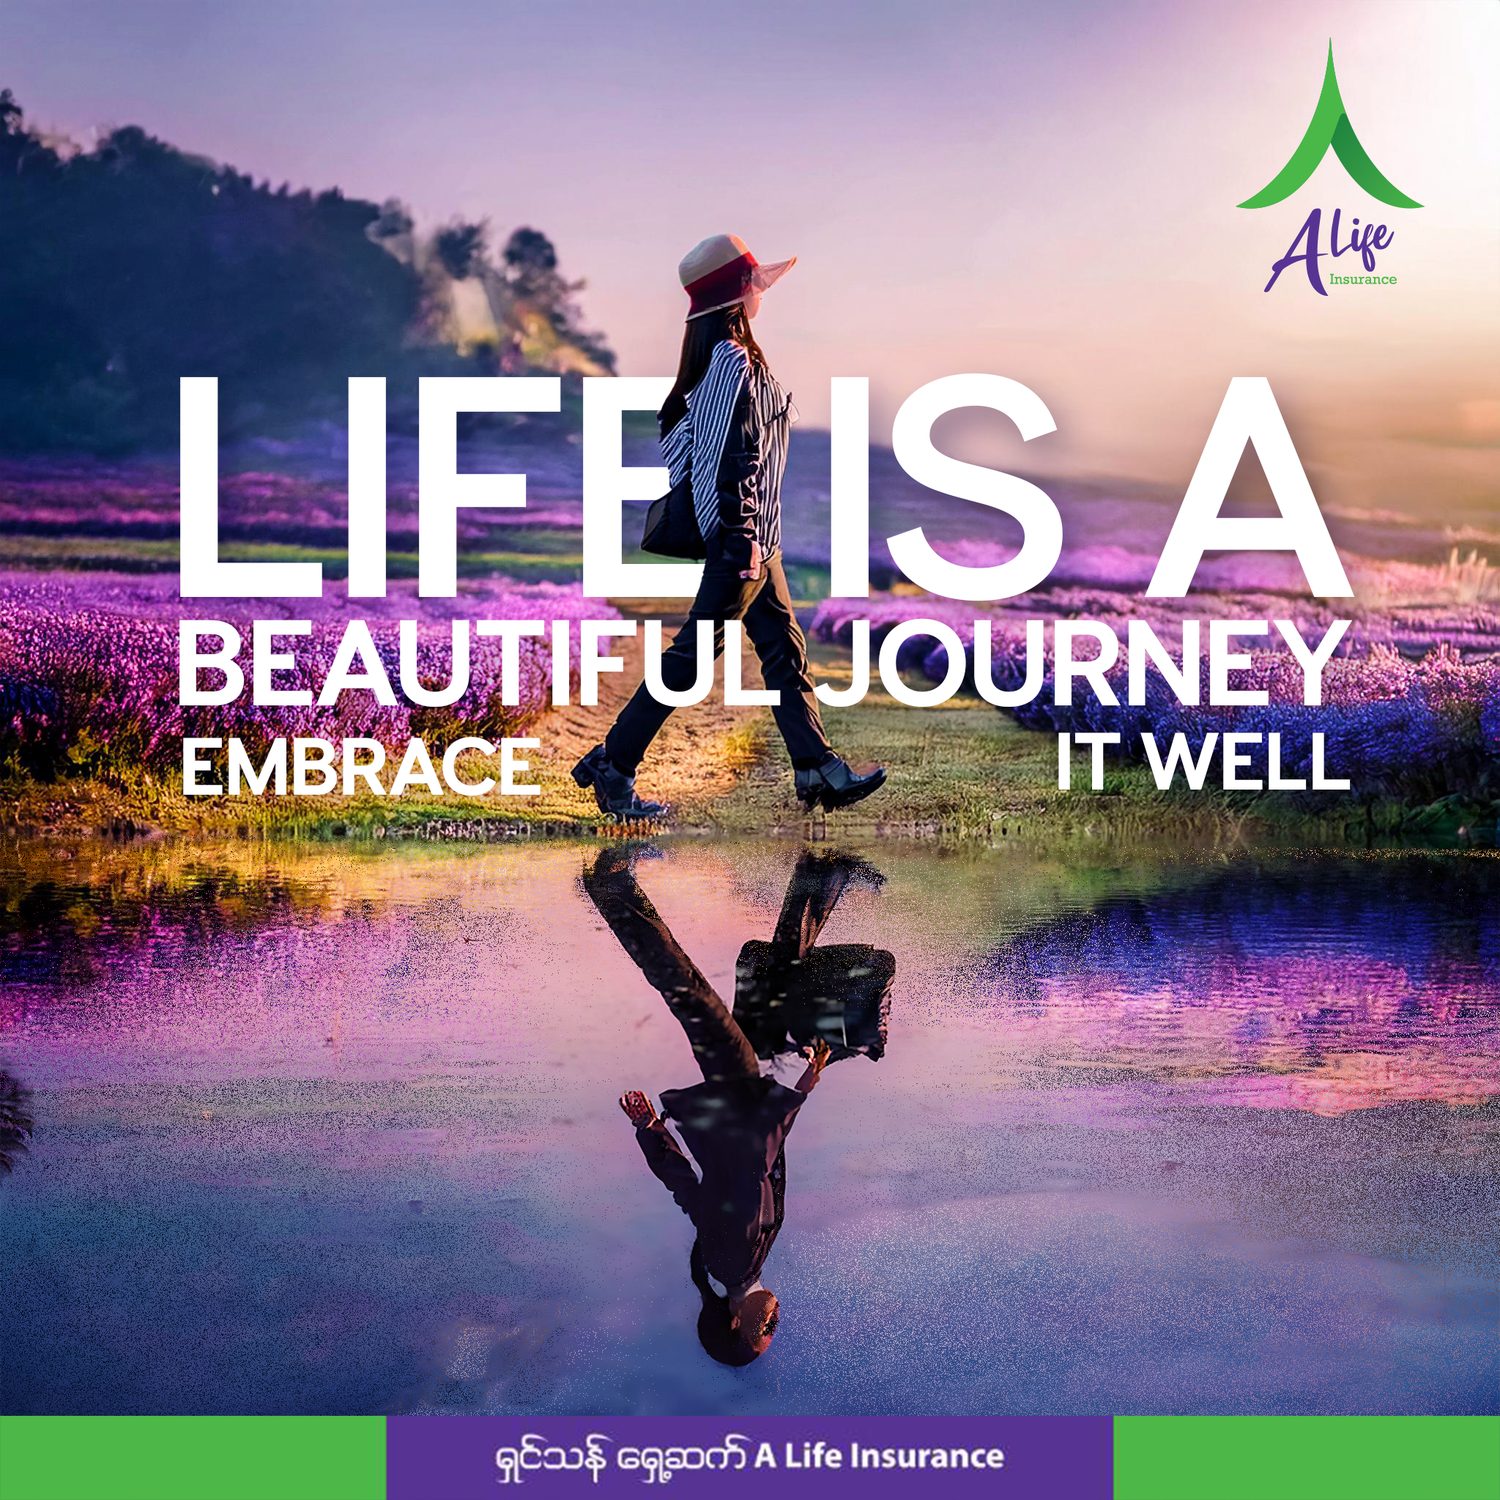 A Life
Insurance
LIFE IS A
BEAUTIFUL JOURNEY
EMBRACE IT WELL
ရှင်သန် ရှေ့ဆက် A Life Insurance